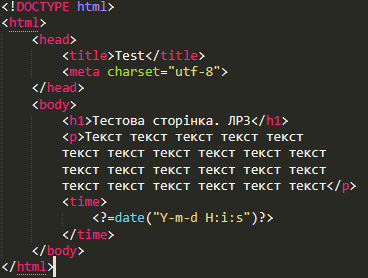 <!DOCTYPE html>
<html>
<head>
<title>Test</title>
<meta charset="utf-8">
</head>
<body>
<h1>Тестова сторінка. ЛР3</h1>
<p>Текст текст текст текст текст
текст текст текст текст текст текст
текст текст текст текст текст текст
текст текст текст текст текст текст</p>
<time>
<?=date("Y-m-d H:i:s")?>
</time>
</body>
</html>